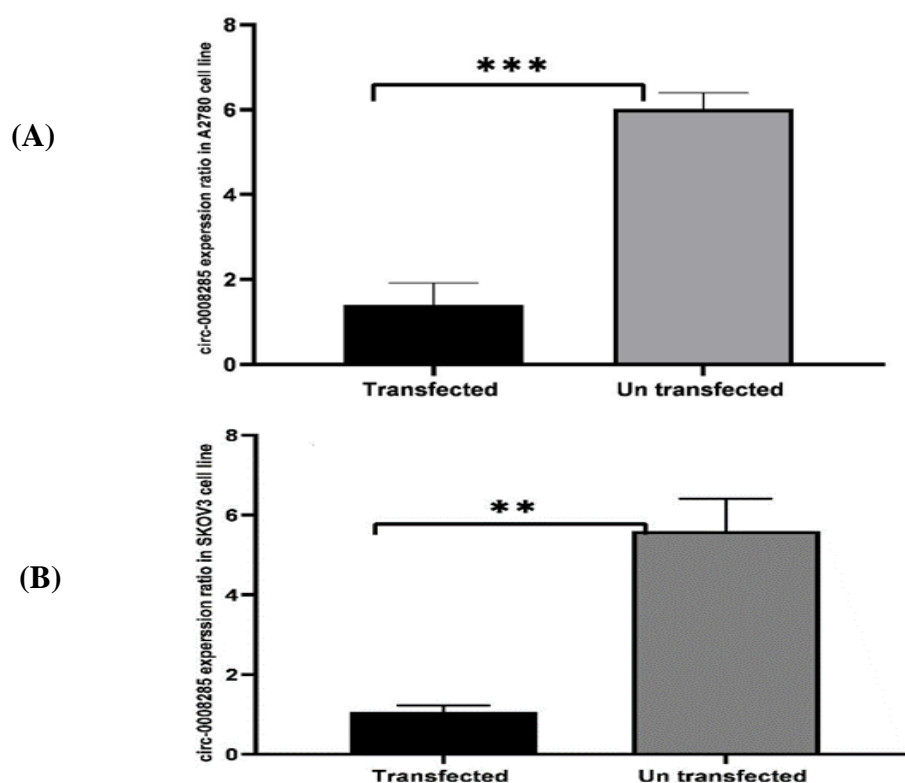 (A)
circ-0008285 experssion ratio in A2780 cell line
8
6
4
2
0
***
Transfected
Un transfected
(B)
circ-0008285 experssion ratio in SKOV3 cell line
8
6
4
2
0
**
Transfected
Un transfected